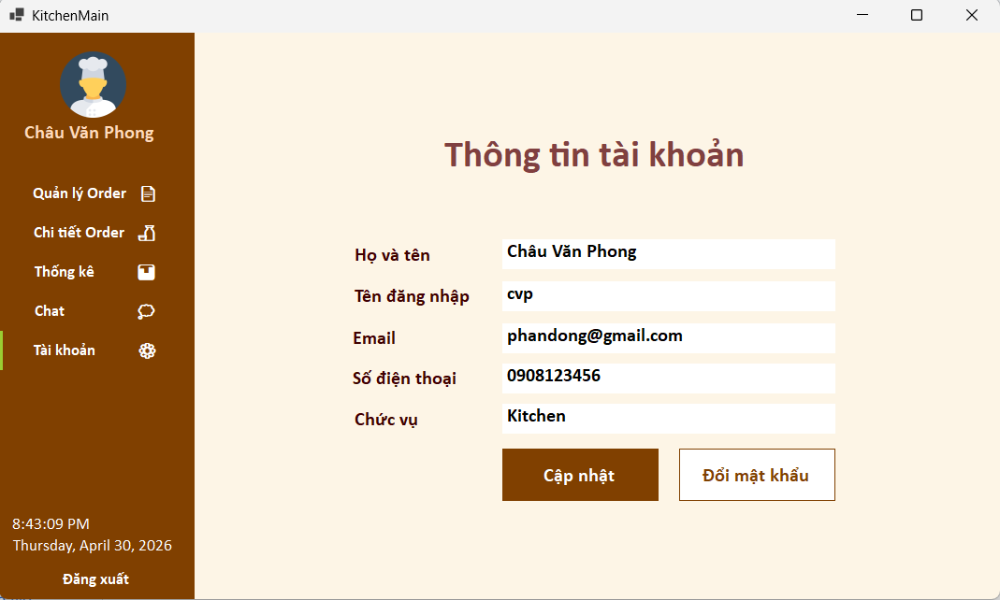 KitchenMain
Châu Văn Phong
Quản lý Order
Chi tiết Order
Thống kê
Chat
Tài khoản
8:43:09 PM
Thursday, April 30, 2026
Đăng xuất
Thông tin tài khoản
Họ và tên Châu Văn Phong
Tên đăng nhập cvp
Email phandong@gmail.com
Số điện thoại 0908123456
Chức vụ Kitchen
Cập nhật Đổi mật khẩu